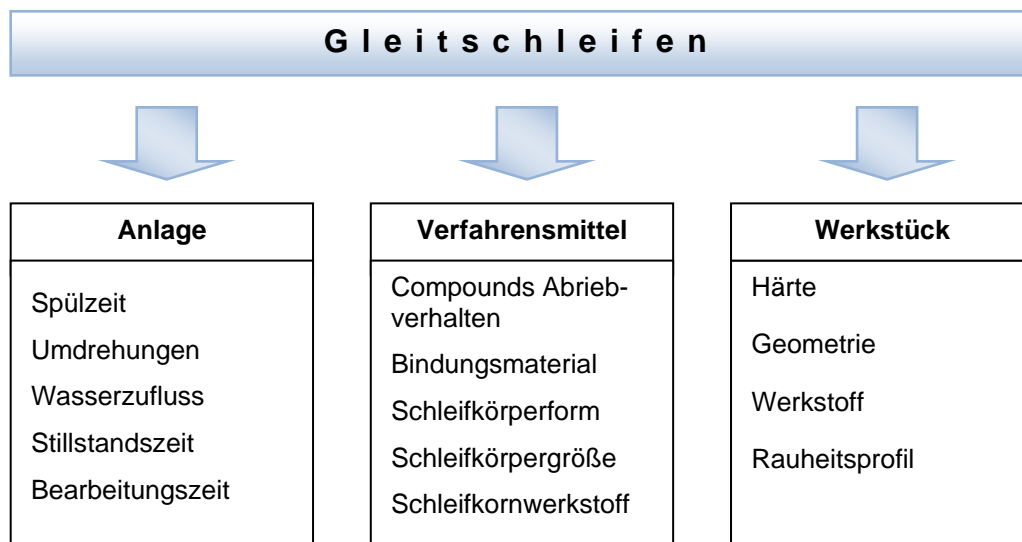 Gleitschleifen
Anlage
Spülzeit
Umdrehungen
Wasserzufluss
Stillstandszeit
Bearbeitungszeit
Verfahrensmittel
Compounds Abrieb-
verhalten
Bindungsmaterial
Schleifkörperform
Schleifkörpergröße
Schleifkornwerkstoff
Werkstück
Härte
Geometrie
Werkstoff
Rauheitsprofil